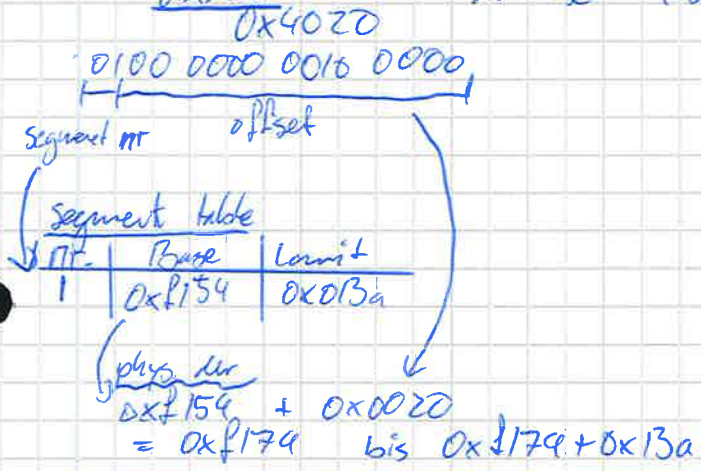 0x4020
0100 0000 0010 0000
segment nr
offset
segment table
nr. Base Limit
1 0xf154 0x013a
phys.
0xf154 + 0x0020
= 0xf174 bis 0xf174+0x13a